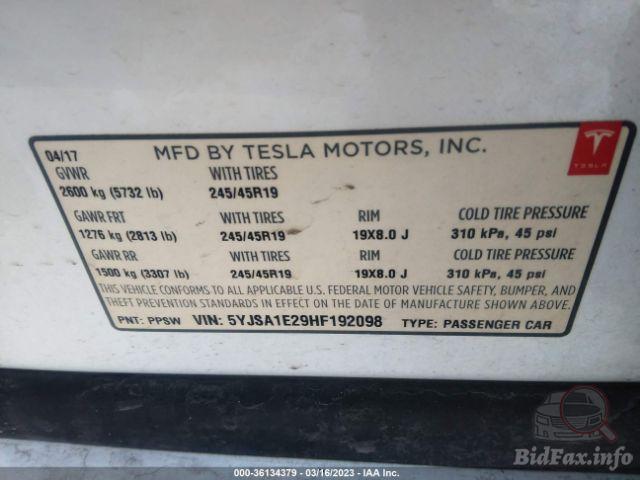 04/17 MFD BY TESLA MOTORS, INC.
TESLA
GVWR WITH TIRES
2600 kg (5732 lb) 245/45R19
GAWR FRT WITH TIRES RIM COLD TIRE PRESSURE
1276 kg (2813 lb) 245/45R19 19X8.0 J 310 kPa, 45 psi
GAWR RR WITH TIRES RIM COLD TIRE PRESSURE
1500 kg (3307 lb) 245/45R19 19X8.0 J 310 kPa, 45 psi
THIS VEHICLE CONFORMS TO ALL APPLICABLE U.S. FEDERAL MOTOR VEHICLE SAFETY, BUMPER, AND
THEFT PREVENTION STANDARDS IN EFFECT ON THE DATE OF MANUFACTURE SHOWN ABOVE.
PNT: PPSW VIN: 5YJSA1E29HF192098 TYPE: PASSENGER CAR
BidFax.info
000-36134379 - 03/16/2023 - IAA Inc.